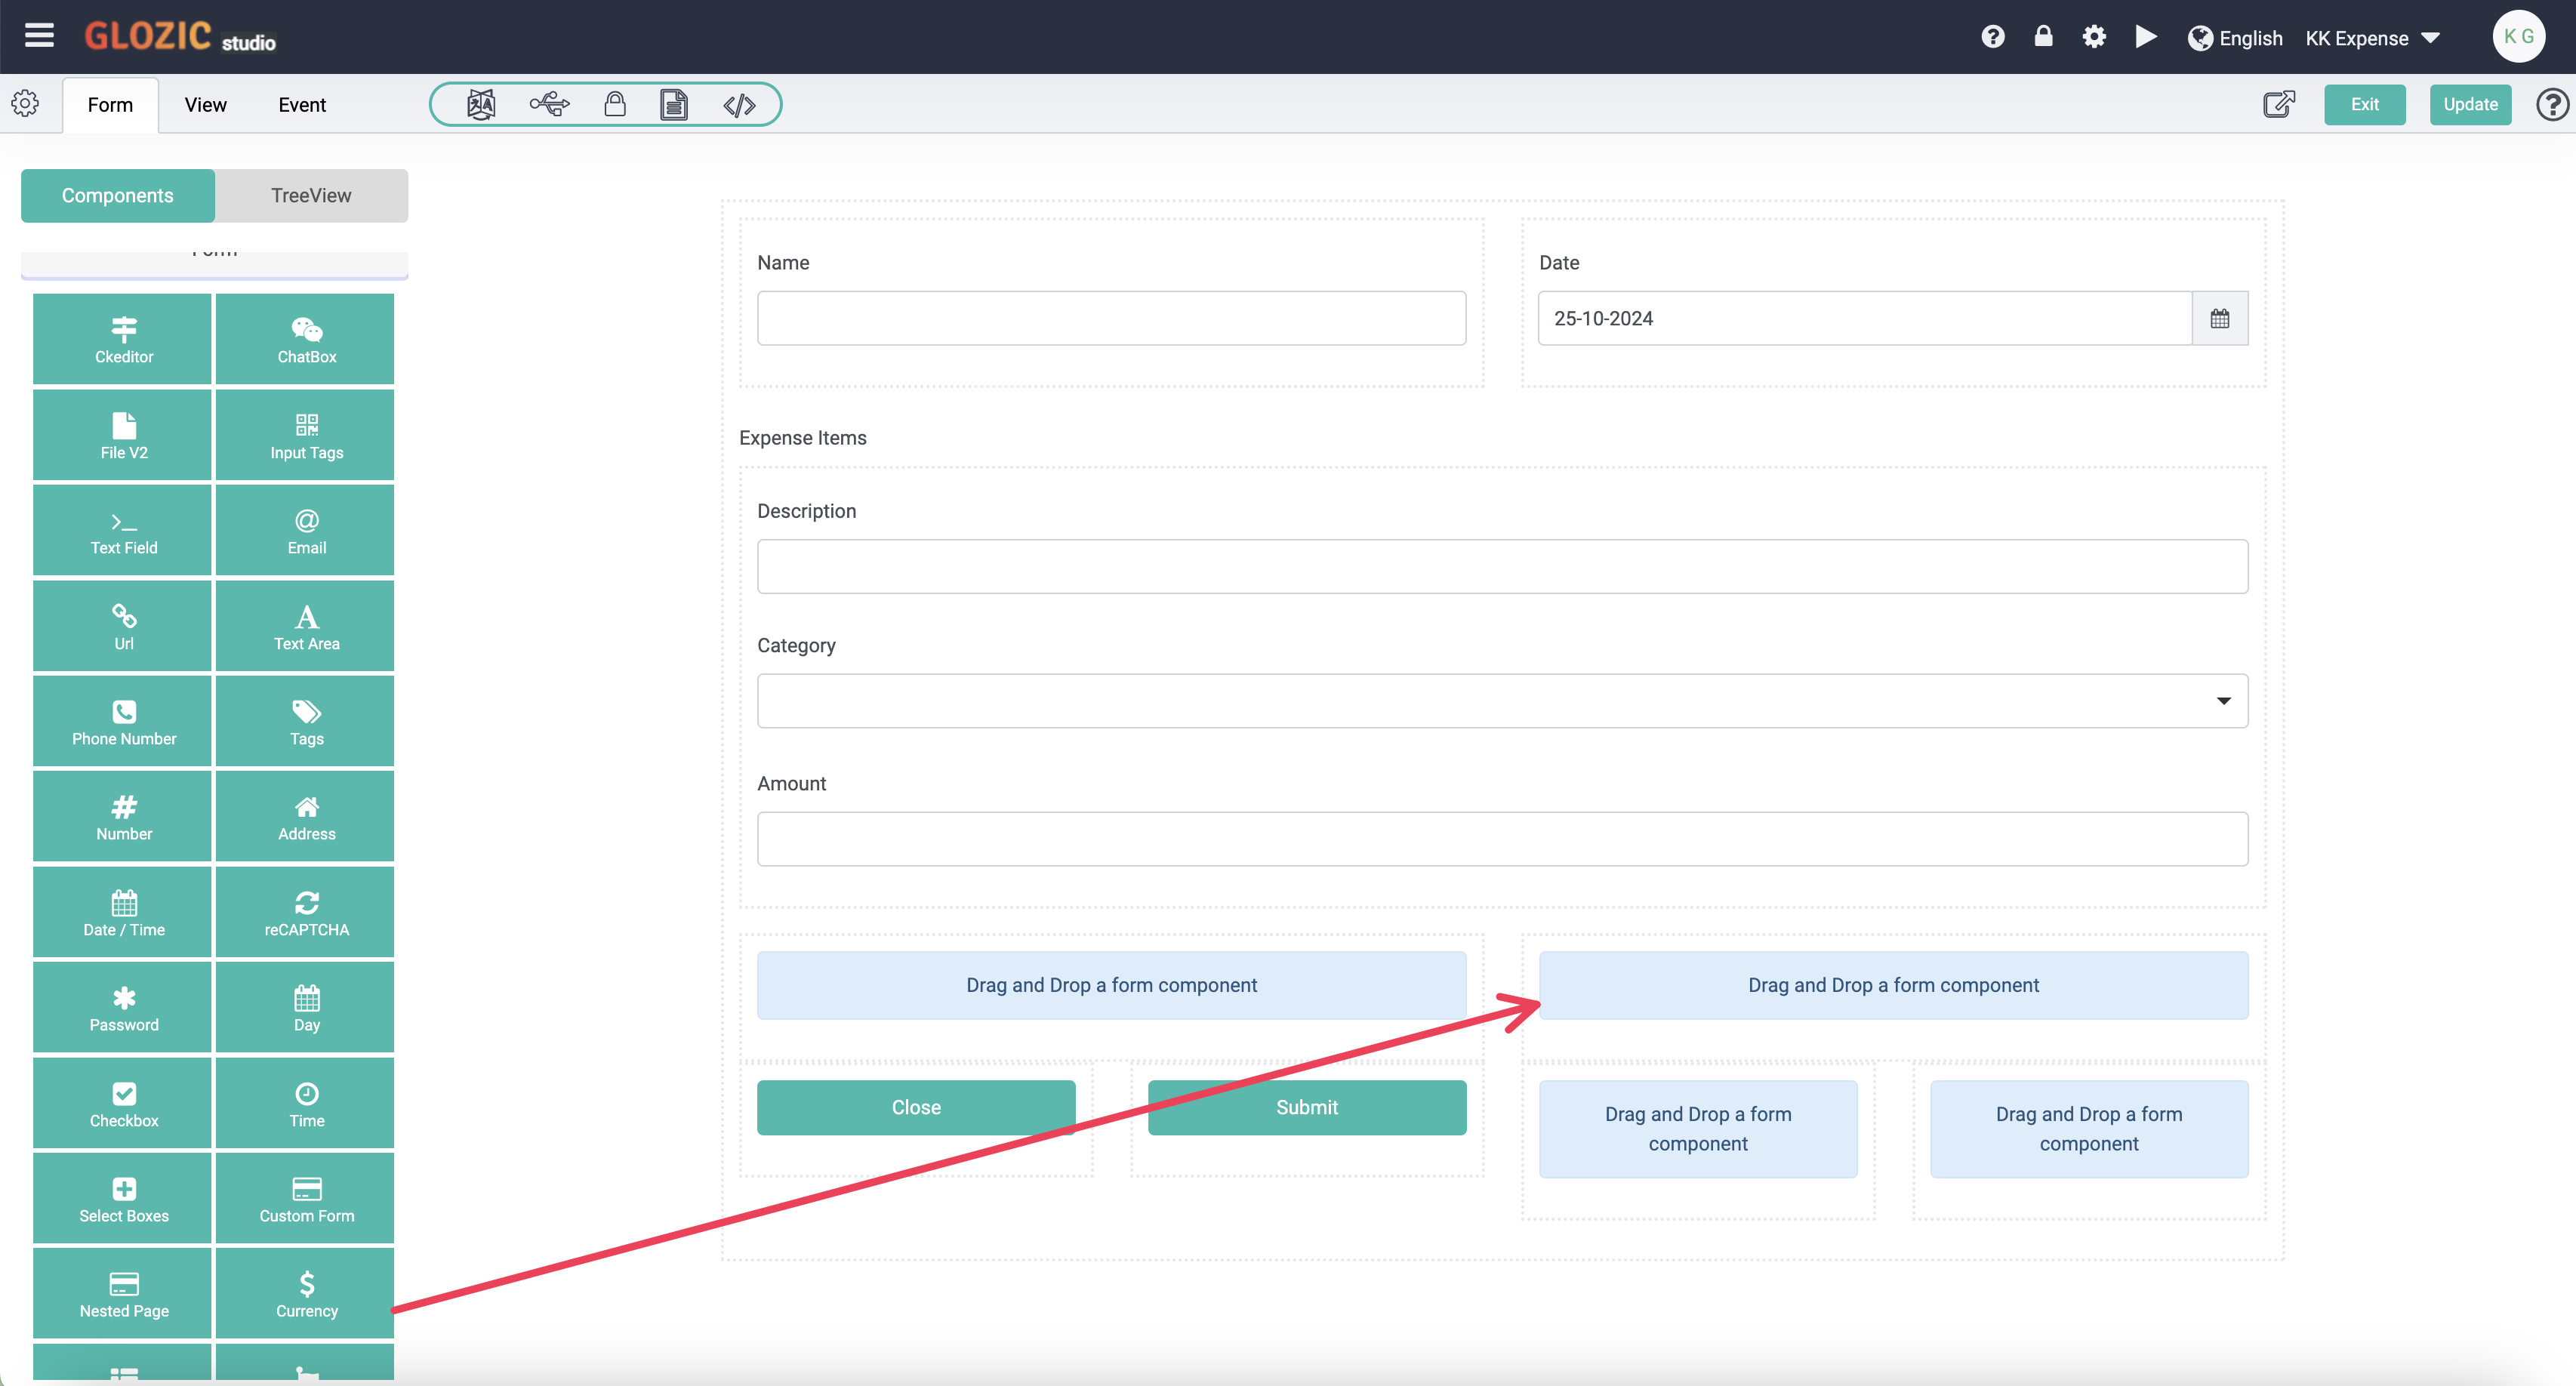 GLOZIC studio
English
KK Expense
K G
Form
View
Event
Exit
Update
Components
TreeView
Form
Ckeditor
ChatBox
File V2
Input Tags
Text Field
Email
Url
Text Area
Phone Number
Tags
Number
Address
Date / Time
reCAPTCHA
Password
Day
Checkbox
Time
Select Boxes
Custom Form
Nested Page
Currency
Name
Date
25-10-2024
Expense Items
Description
Category
Amount
Drag and Drop a form component
Drag and Drop a form component
Close
Submit
Drag and Drop a form
component
Drag and Drop a form
component